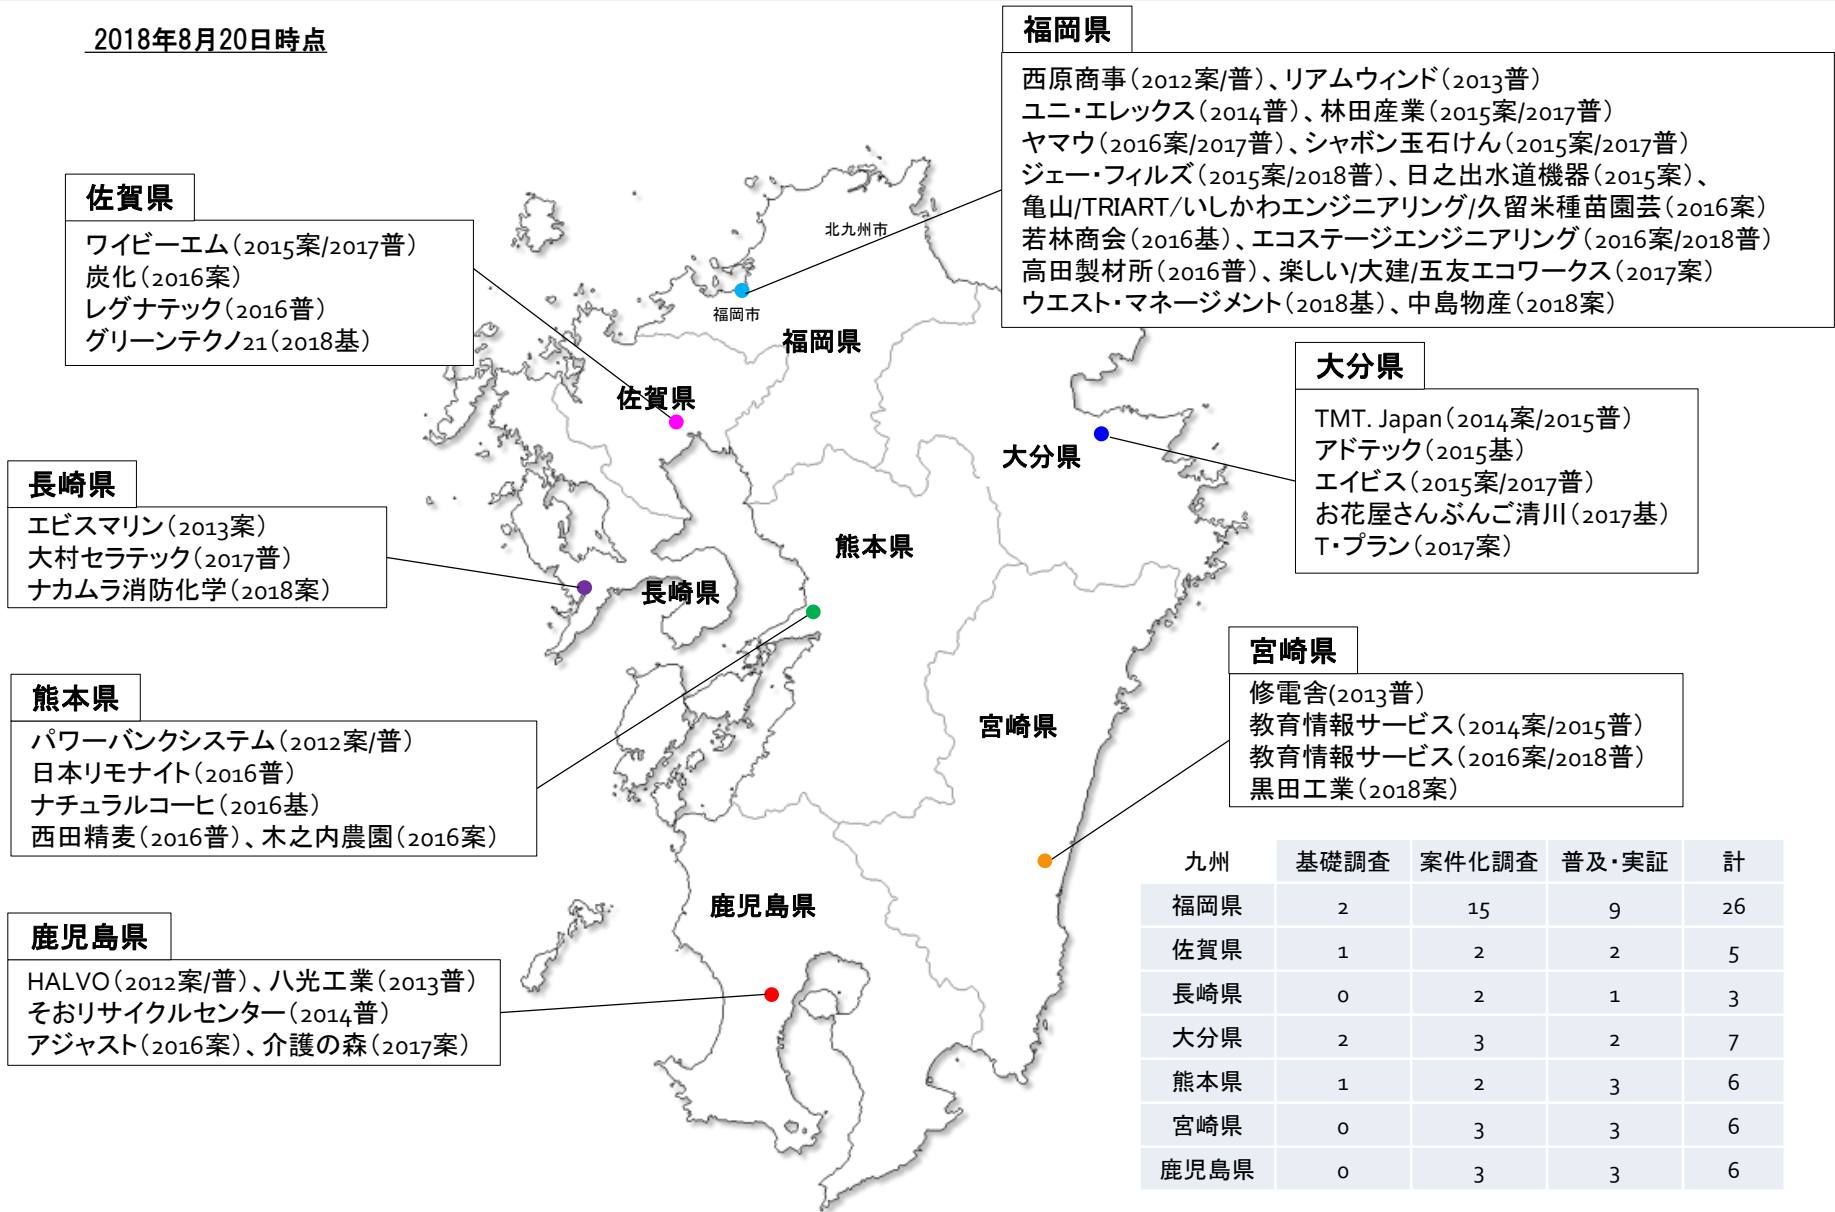 2018年8月20日時点
福岡県
西原商事（2012案/普）、リアムウィンド（2013普）
ユニ・エレックス（2014普）、林田産業（2015案/2017普）
ヤマウ（2016案/2017普）、シャボン玉石けん（2015案/2017普）
ジェー・フィルズ（2015案/2018普）、日之出水道機器（2015案）、
亀山/TRIART/いしかわエンジニアリング/久留米種苗園芸（2016案）
若林商会（2016基）、エコステージエンジニアリング（2016案/2018普）
高田製材所（2016普）、楽しい/大建/五友エコワークス（2017案）
ウエスト・マネージメント（2018基）、中島物産（2018案）
佐賀県
ワイビーエム（2015案/2017普）
炭化（2016案）
レグナテック（2016普）
グリーンテクノ21（2018基）
北九州市
福岡市
福岡県
佐賀県
大分県
TMT. Japan（2014案/2015普）
アドテック（2015基）
エイビス（2015案/2017普）
お花屋さんぶんご清川（2017基）
T・プラン（2017案）
大分県
長崎県
エビスマリン（2013案）
大村セラテック（2017普）
ナカムラ消防化学（2018案）
熊本県
長崎県
宮崎県
修電舎(2013普）
教育情報サービス（2014案/2015普）
教育情報サービス（2016案/2018普）
黒田工業（2018案）
熊本県
パワーバンクシステム（2012案/普）
日本リモナイト（2016普）
ナチュラルコーヒ（2016基）
西田精麦（2016普）、木之内農園（2016案）
宮崎県
鹿児島県
鹿児島県
HALVO（2012案/普）、八光工業（2013普）
そおリサイクルセンター（2014普）
アジャスト（2016案）、介護の森（2017案）
九州 基礎調査 案件化調査 普及・実証 計
福岡県 2 15 9 26
佐賀県 1 2 2 5
長崎県 0 2 1 3
大分県 2 3 2 7
熊本県 1 2 3 6
宮崎県 0 3 3 6
鹿児島県 0 3 3 6